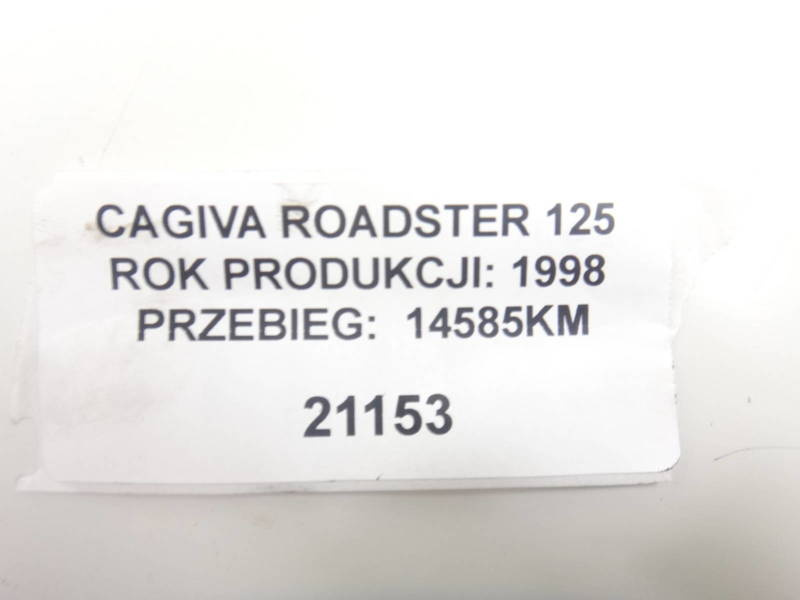 CAGIVA ROADSTER 125
ROK PRODUKCJI: 1998
PRZEBIEG: 14585KM
21153